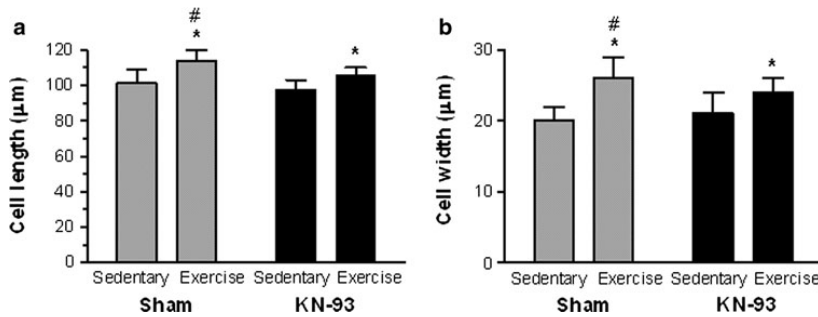 a
Cell length (µm)
120
100
80
60
40
20
0
#
*
*
Sedentary Exercise Sedentary Exercise
Sham KN-93
b
Cell width (µm)
30
20
10
0
#
*
*
Sedentary Exercise Sedentary Exercise
Sham KN-93